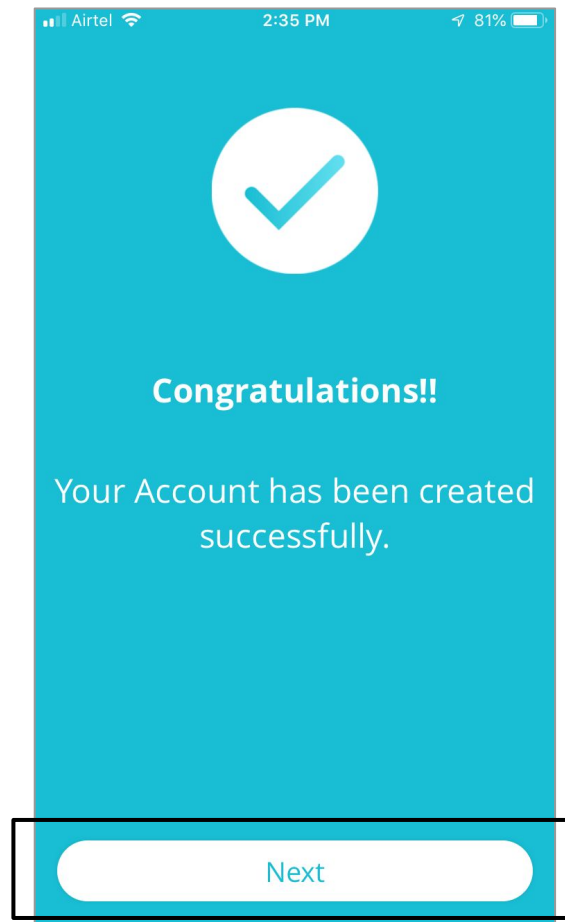 Airtel 2:35 PM 81%
Congratulations!!
Your Account has been created
successfully.
Next